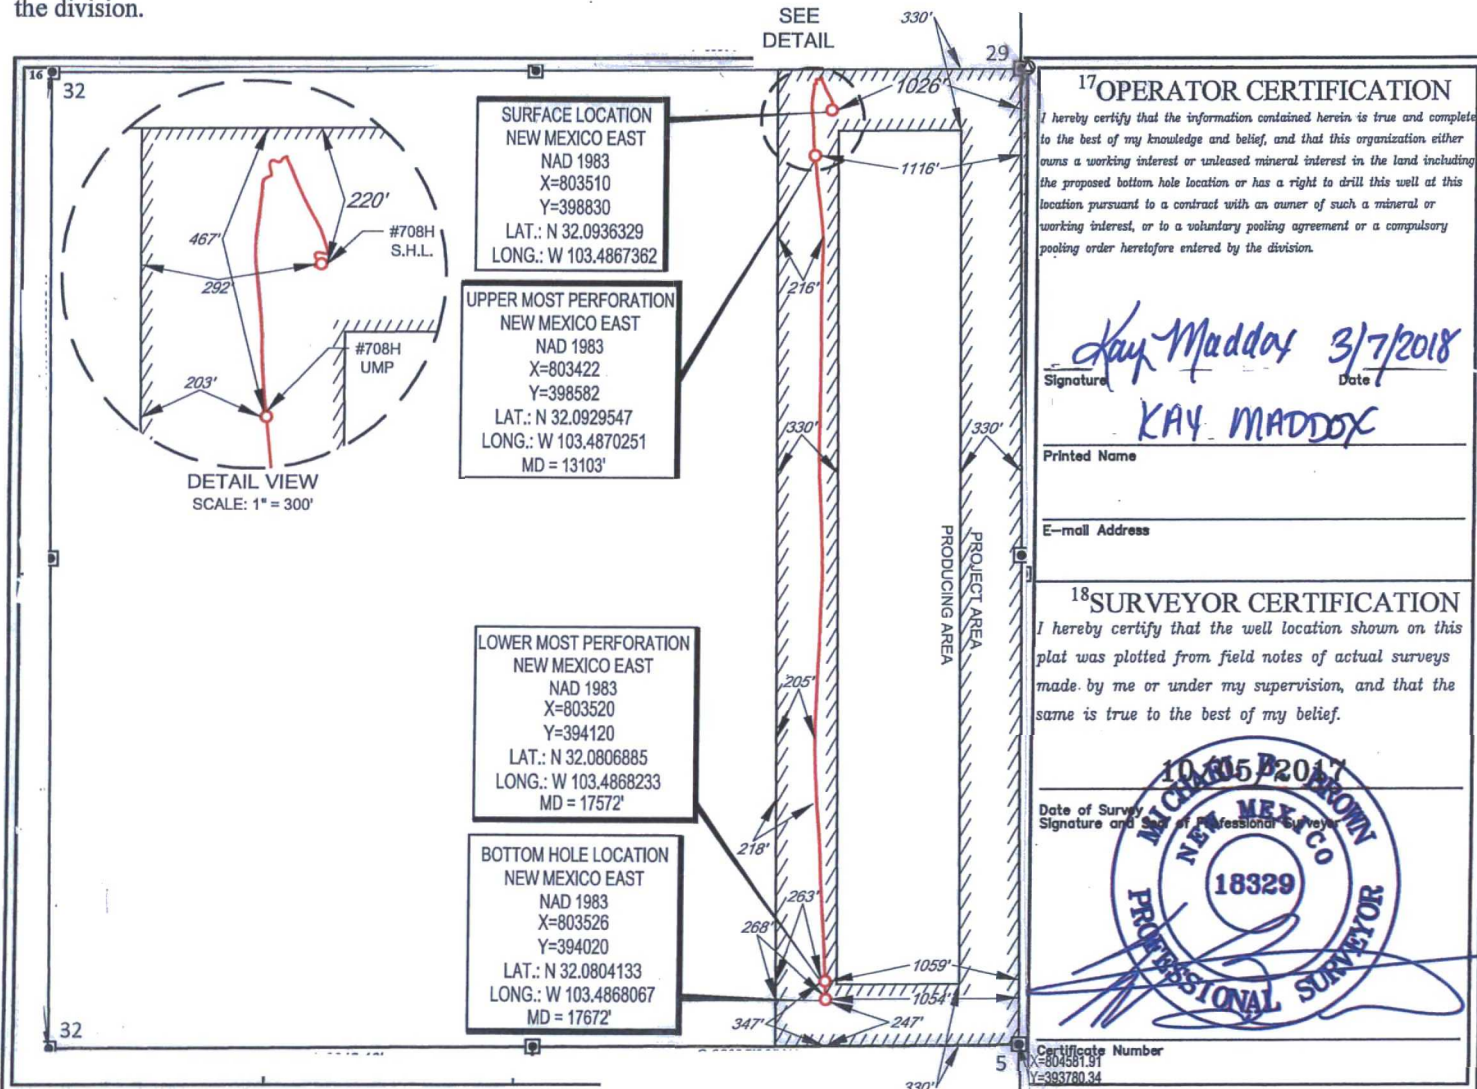 the division.
SEE
DETAIL
330'
29
16
32
1026'
SURFACE LOCATION
NEW MEXICO EAST
NAD 1983
X=803510
Y=398830
LAT.: N 32.0936329
LONG.: W 103.4867362
1116'
220'
467'
#708H
S.H.L.
292'
#708H
UMP
203'
DETAIL VIEW
SCALE: 1" = 300'
UPPER MOST PERFORATION
NEW MEXICO EAST
NAD 1983
X=803422
Y=398582
LAT.: N 32.0929547
LONG.: W 103.4870251
MD = 13103'
216'
330'
330'
PROJECT AREA
PRODUCING AREA
LOWER MOST PERFORATION
NEW MEXICO EAST
NAD 1983
X=803520
Y=394120
LAT.: N 32.0806885
LONG.: W 103.4868233
MD = 17572'
205'
218'
BOTTOM HOLE LOCATION
NEW MEXICO EAST
NAD 1983
X=803526
Y=394020
LAT.: N 32.0804133
LONG.: W 103.4868067
MD = 17672'
263'
268'
1059'
1054'
347'
247'
32
5
330'
17OPERATOR CERTIFICATION
I hereby certify that the information contained herein is true and complete
to the best of my knowledge and belief, and that this organization either
owns a working interest or unleased mineral interest in the land including
the proposed bottom hole location or has a right to drill this well at this
location pursuant to a contract with an owner of such a mineral or
working interest, or to a voluntary pooling agreement or a compulsory
pooling order heretofore entered by the division.
Kay Maddox 3/7/2018
Signature Date
KAY MADDOX
Printed Name
E-mail Address
18SURVEYOR CERTIFICATION
I hereby certify that the well location shown on this
plat was plotted from field notes of actual surveys
made by me or under my supervision, and that the
same is true to the best of my belief.
10/05/2017
Date of Survey
Signature and Seal of Professional Surveyor
MICHAEL B. BROWN
NEW MEXICO
18329
PROFESSIONAL SURVEYOR
Certificate Number
X=804581.91
Y=393780.34